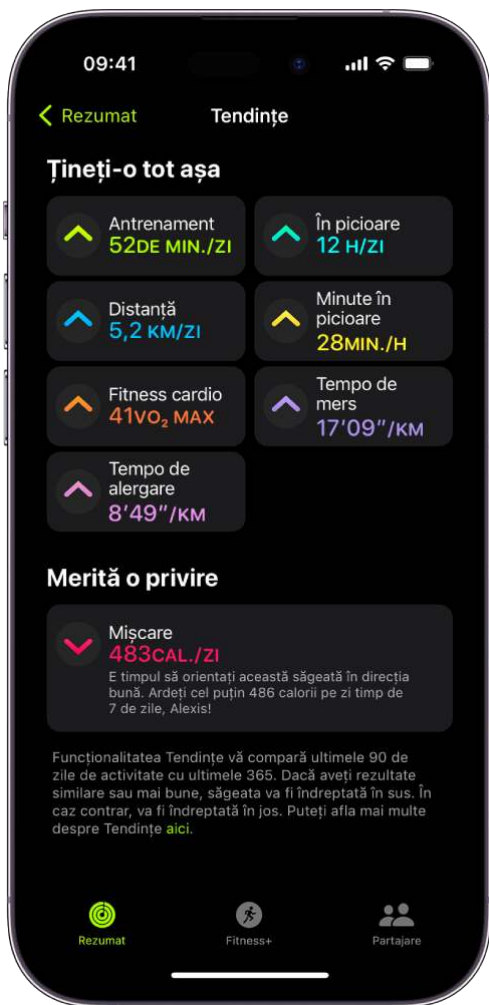 09:41
Rezumat
Tendințe
Țineți-o tot așa
Antrenament
52DE MIN./ZI
În picioare
12 H/ZI
Distanță
5,2 KM/ZI
Minute în
picioare
28MIN./H
Fitness cardio
41VO₂ MAX
Tempo de
mers
17'09"/KM
Tempo de
alergare
8'49"/KM
Merită o privire
Mișcare
483CAL./ZI
E timpul să orientați această săgeată în direcția
bună. Ardeți cel puțin 486 calorii pe zi timp de
7 de zile, Alexis!
Funcționalitatea Tendințe vă compară ultimele 90 de
zile de activitate cu ultimele 365. Dacă aveți rezultate
similare sau mai bune, săgeata va fi îndreptată în sus. În
caz contrar, va fi îndreptată în jos. Puteți afla mai multe
despre Tendințe aici.
Rezumat
Fitness+
Partajare